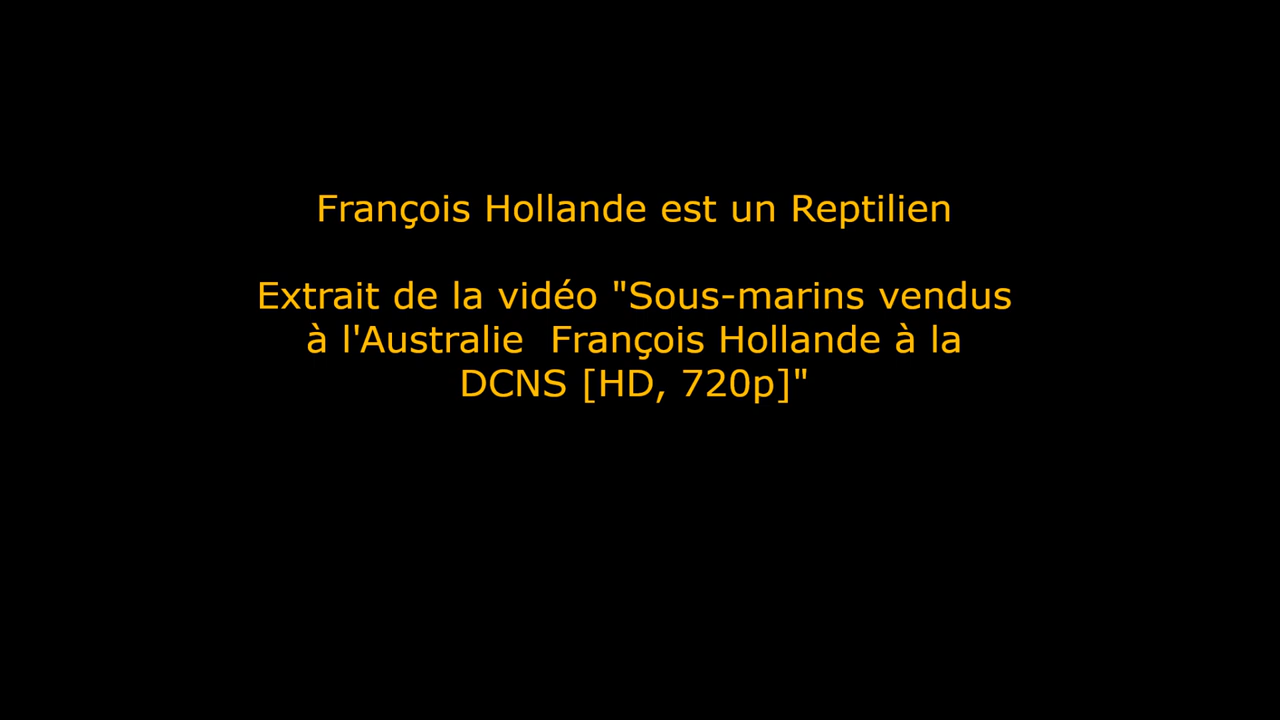 François Hollande est un Reptilien
Extrait de la vidéo "Sous-marins vendus
à l'Australie  François Hollande à la
DCNS [HD, 720p]"